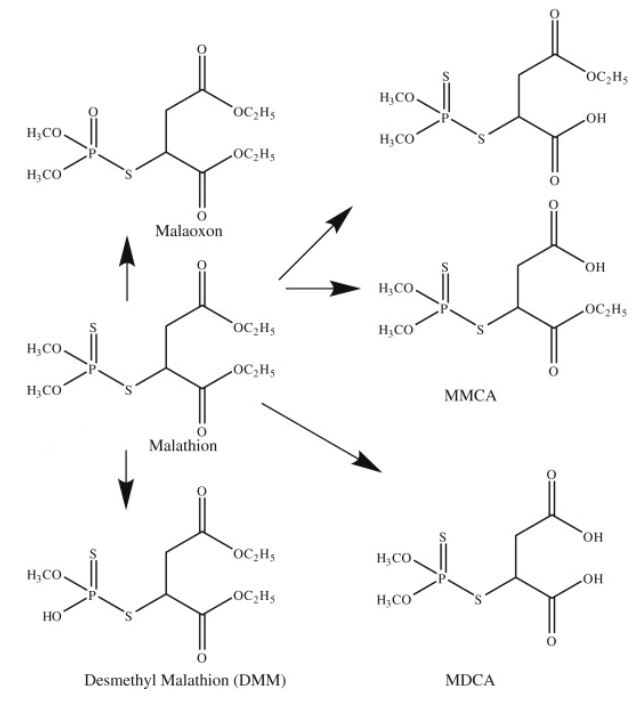 O
OC₂H₅
O
H₃CO
P
H₃CO
S
OC₂H₅
O
Malaoxon
O
OC₂H₅
S
H₃CO
P
H₃CO
S
OH
O
O
OH
S
H₃CO
P
H₃CO
S
OC₂H₅
O
MMCA
O
OC₂H₅
S
H₃CO
P
H₃CO
S
OC₂H₅
O
Malathion
O
OC₂H₅
S
H₃CO
P
HO
S
OC₂H₅
O
Desmethyl Malathion (DMM)
O
OH
S
H₃CO
P
H₃CO
S
OH
O
MDCA